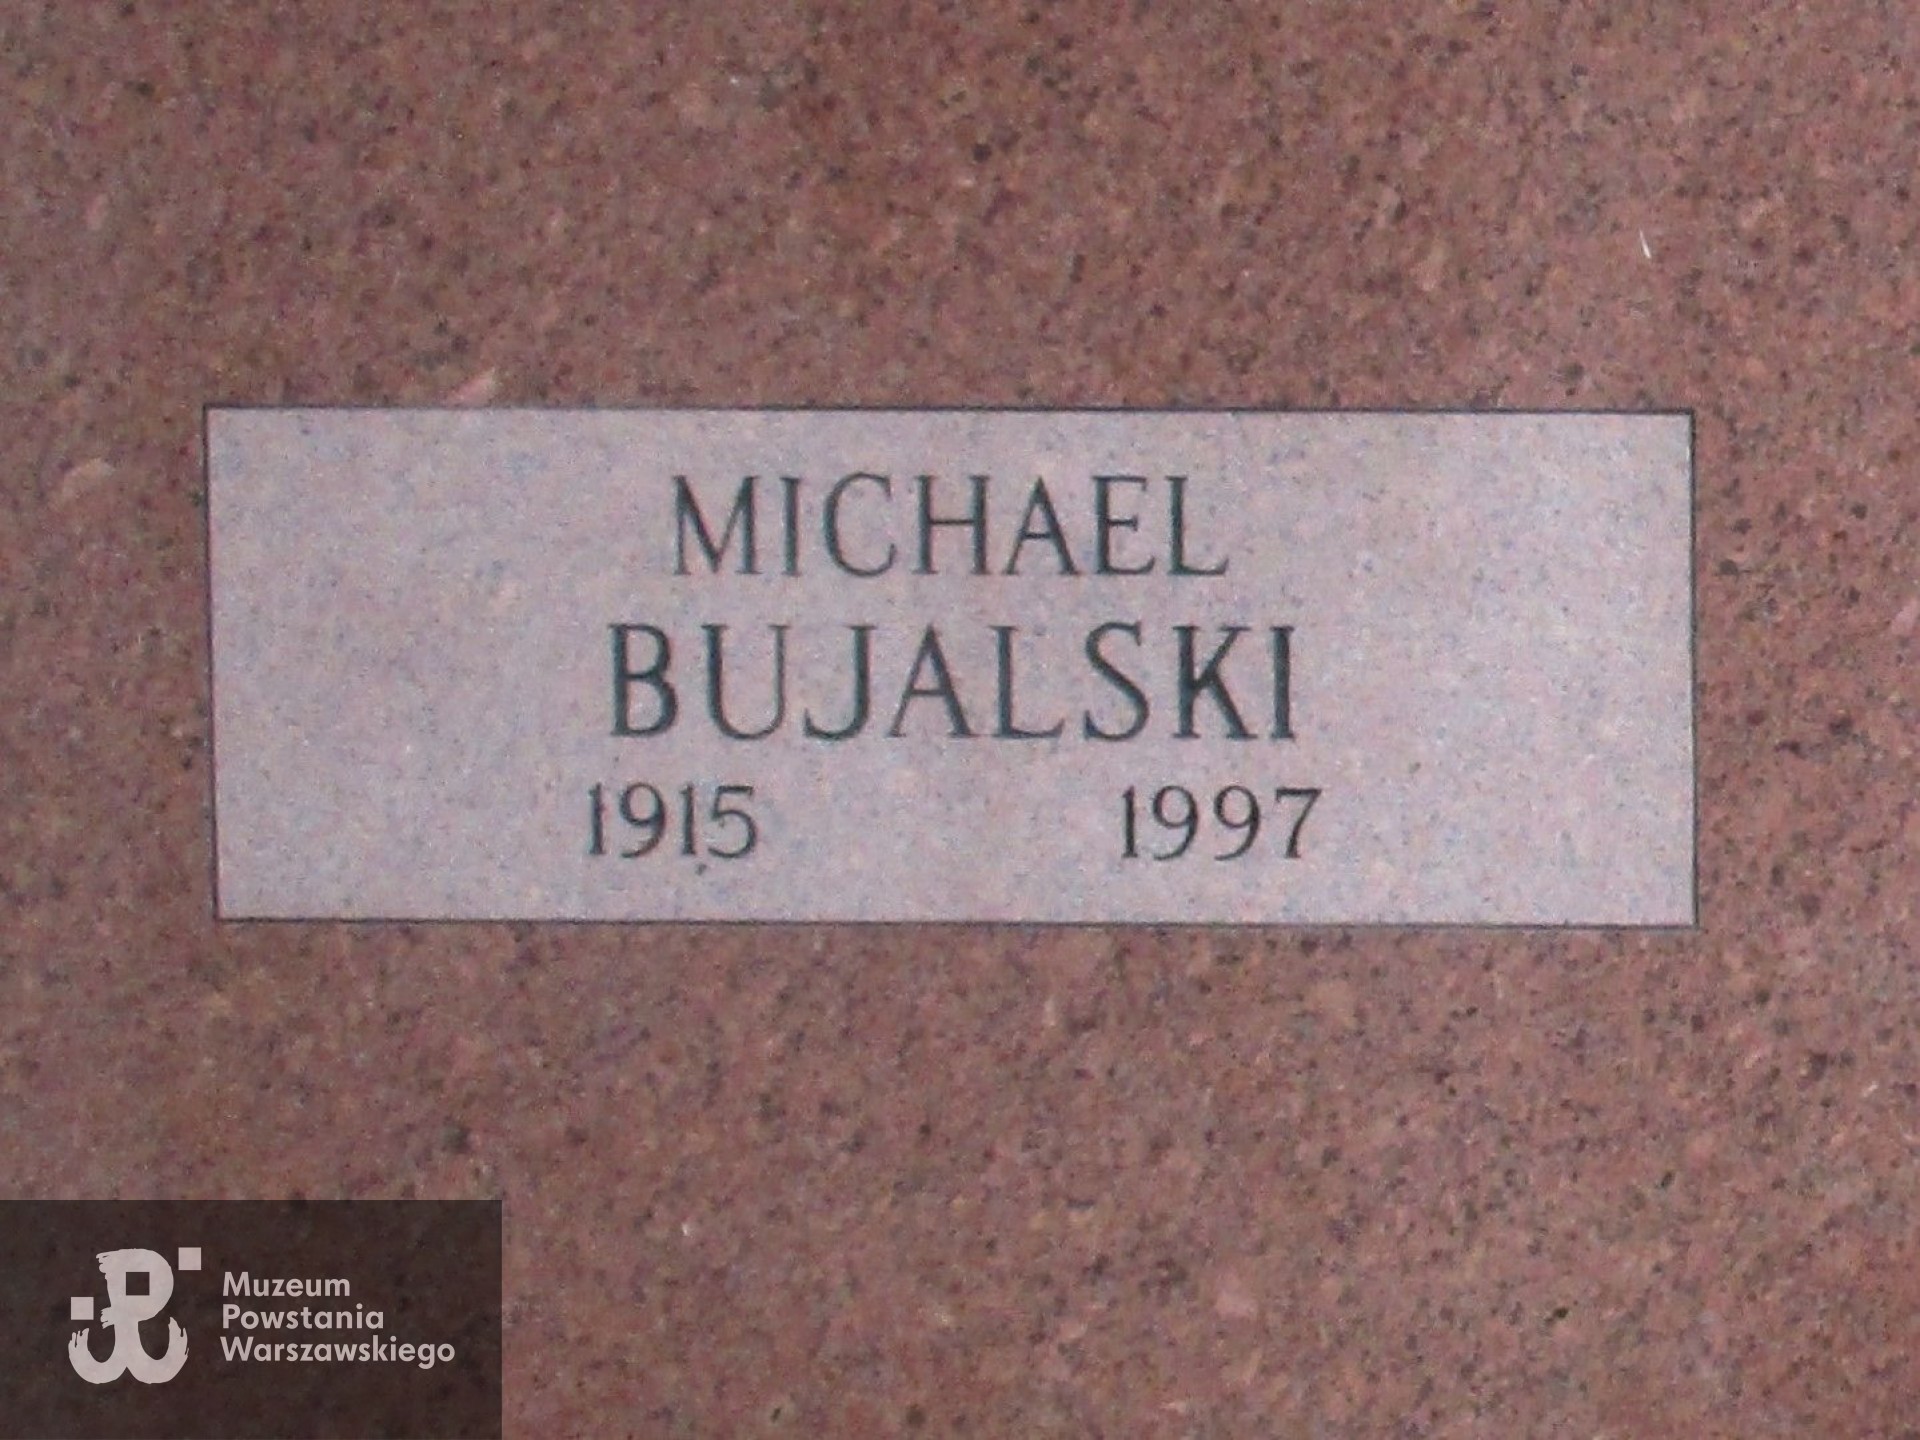 MICHAEL
BUJALSKI
1915 1997
Muzeum
Powstania
Warszawskiego